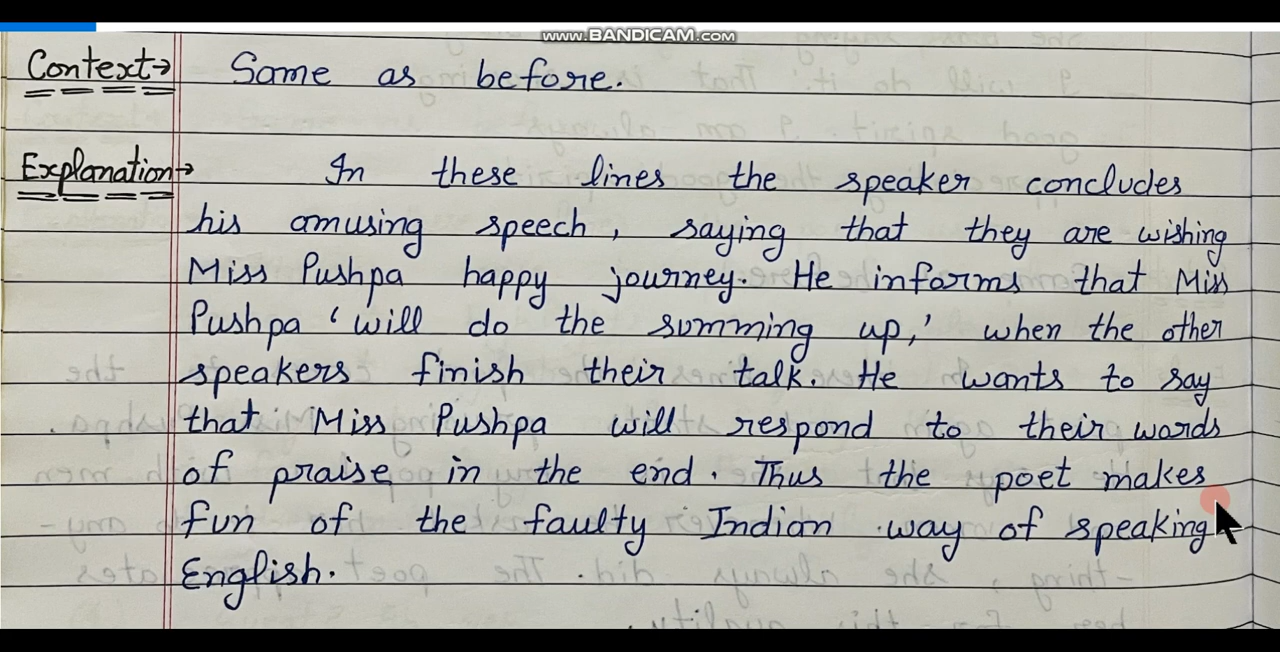 www.BANDICAM.com
Context→ Same as before.
Explanation→ In these lines the speaker concludes
his amusing speech, saying that they are wishing
Miss Pushpa happy journey. He informs that Miss
Pushpa 'will do the summing up,' when the other
speakers finish their talk. He wants to say
that Miss Pushpa will respond to their words
of praise in the end. Thus the poet makes
fun of the faulty Indian way of speaking
English.